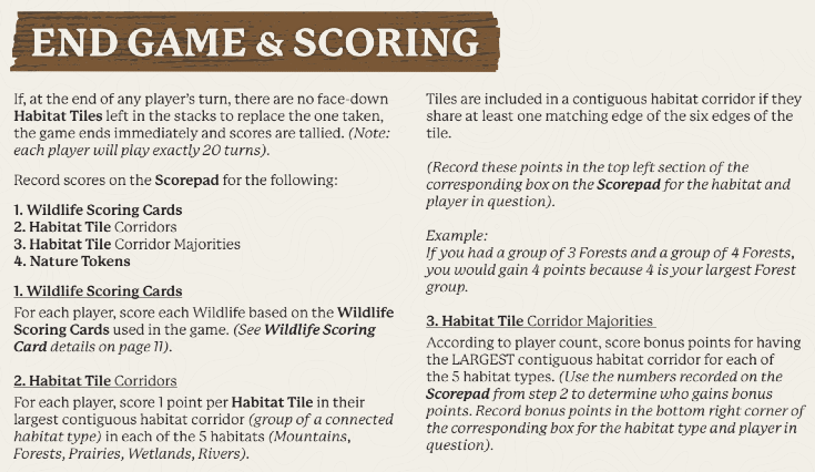 END GAME & SCORING
If, at the end of any player's turn, there are no face-down
Habitat Tiles left in the stacks to replace the one taken,
the game ends immediately and scores are tallied. (Note:
each player will play exactly 20 turns).
Record scores on the Scorepad for the following:
1. Wildlife Scoring Cards
2. Habitat Tile Corridors
3. Habitat Tile Corridor Majorities
4. Nature Tokens
1. Wildlife Scoring Cards
For each player, score each Wildlife based on the Wildlife
Scoring Cards used in the game. (See Wildlife Scoring
Card details on page 11).
2. Habitat Tile Corridors
For each player, score 1 point per Habitat Tile in their
largest contiguous habitat corridor (group of a connected
habitat type) in each of the 5 habitats (Mountains,
Forests, Prairies, Wetlands, Rivers).
Tiles are included in a contiguous habitat corridor if they
share at least one matching edge of the six edges of the
tile.
(Record these points in the top left section of the
corresponding box on the Scorepad for the habitat and
player in question).
Example:
If you had a group of 3 Forests and a group of 4 Forests,
you would gain 4 points because 4 is your largest Forest
group.
3. Habitat Tile Corridor Majorities
According to player count, score bonus points for having
the LARGEST contiguous habitat corridor for each of
the 5 habitat types. (Use the numbers recorded on the
Scorepad from step 2 to determine who gains bonus
points. Record bonus points in the bottom right corner of
the corresponding box for the habitat type and player in
question).